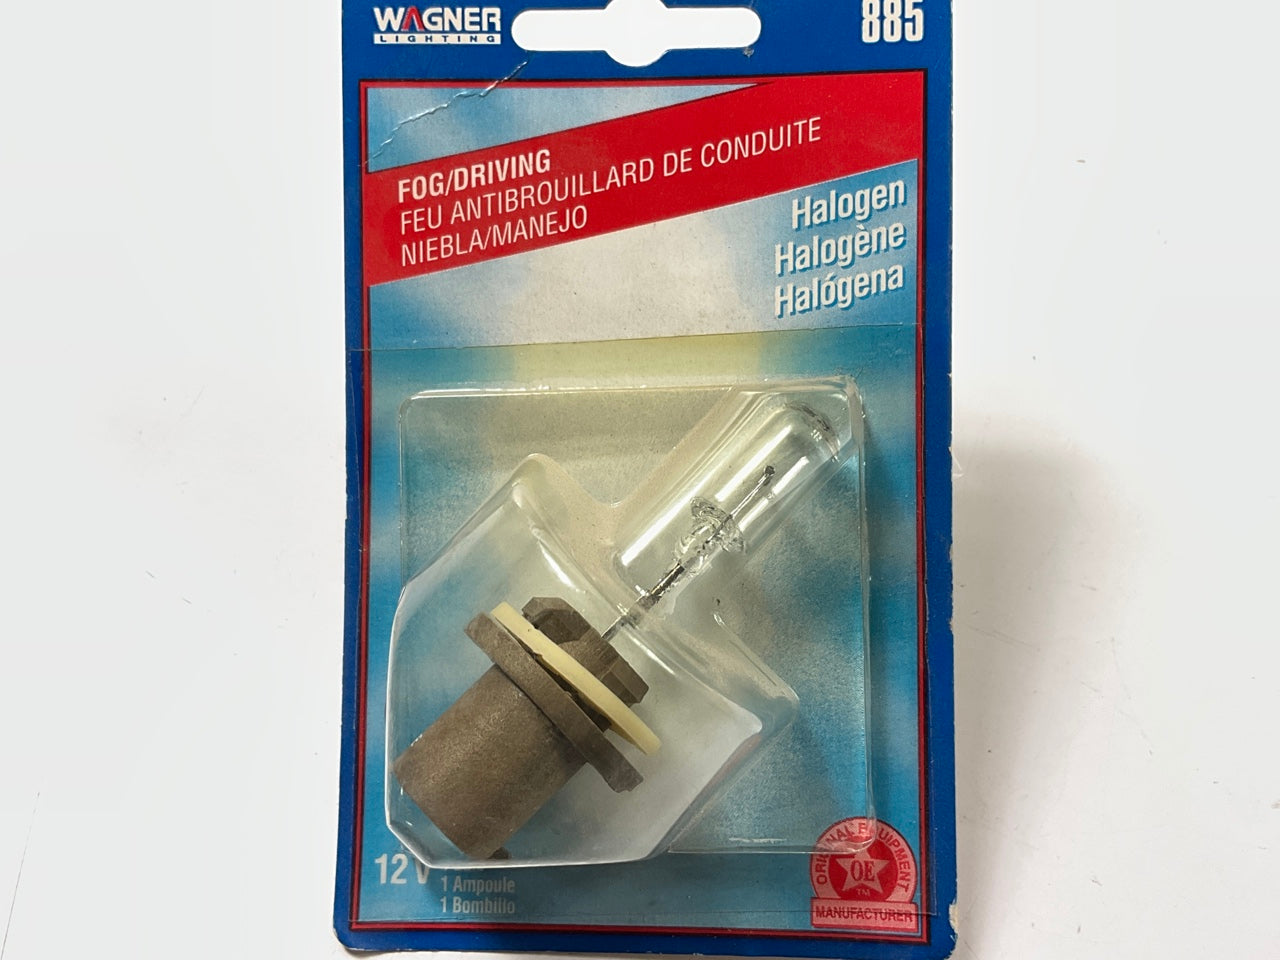 WAGNER
LIGHTING
885
FOG/DRIVING
FEU ANTIBROUILLARD DE CONDUITE
NIEBLA/MANEJO
Halogen
Halogène
Halógena
12 V
1 Ampoule
1 Bombillo
ORIGINAL EQUIPMENT
OE
TM
MANUFACTURER